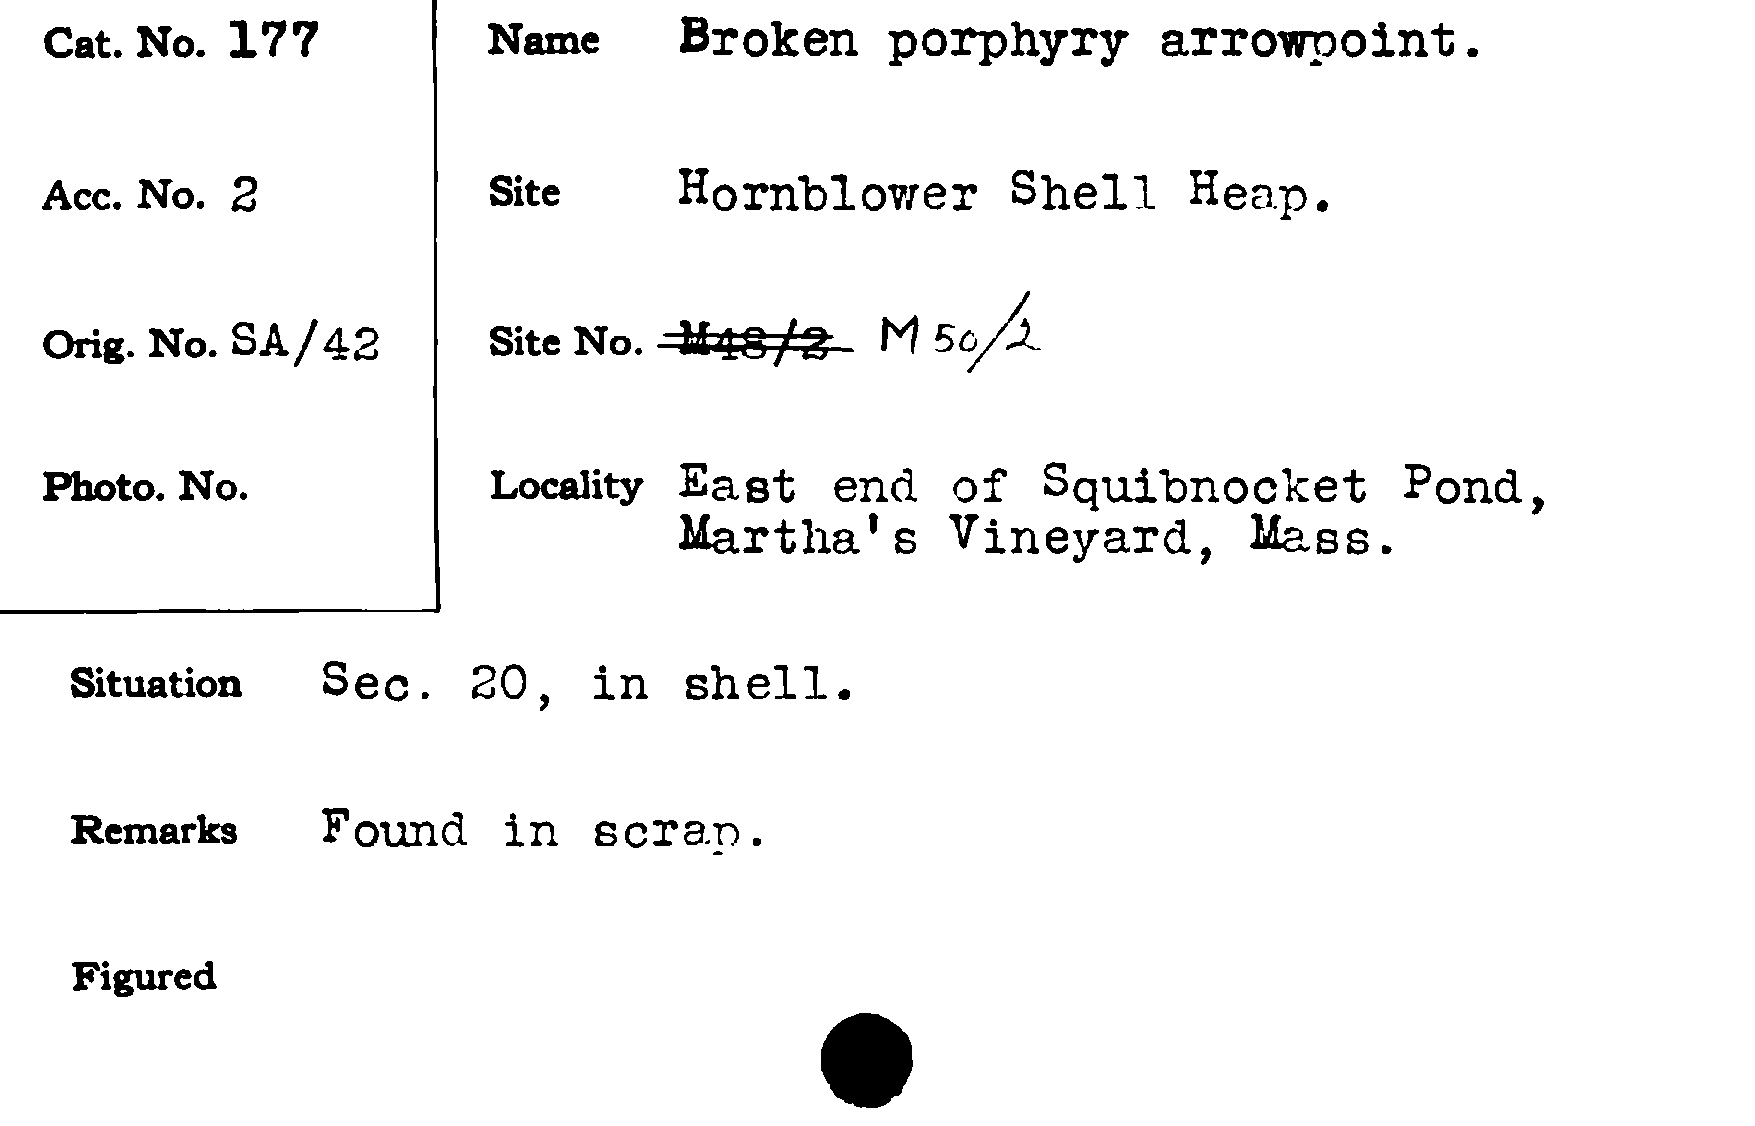 Cat. No. 177
Name Broken porphyry arrowpoint.
Acc. No. 2
Site Hornblower Shell Heap.
Orig. No. SA/42
Site No. M48/2 M 50/2
Photo. No.
Locality East end of Squibnocket Pond,
Martha's Vineyard, Mass.
Situation Sec. 20, in shell.
Remarks Found in scrap.
Figured